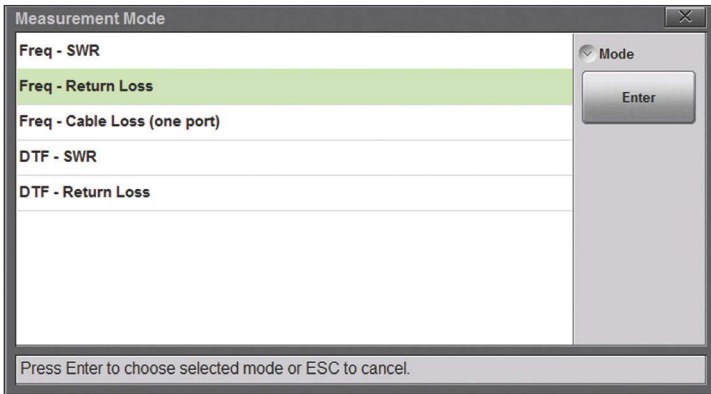 Measurement Mode
Freq - SWR
Freq - Return Loss
Freq - Cable Loss (one port)
DTF - SWR
DTF - Return Loss
Mode
Enter
Press Enter to choose selected mode or ESC to cancel.